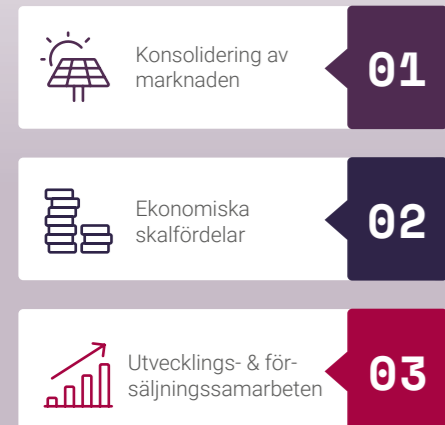 Konsolidering av
marknaden
01
Ekonomiska
skalfördelar
02
Utvecklings- & för-
säljningssamarbeten
03